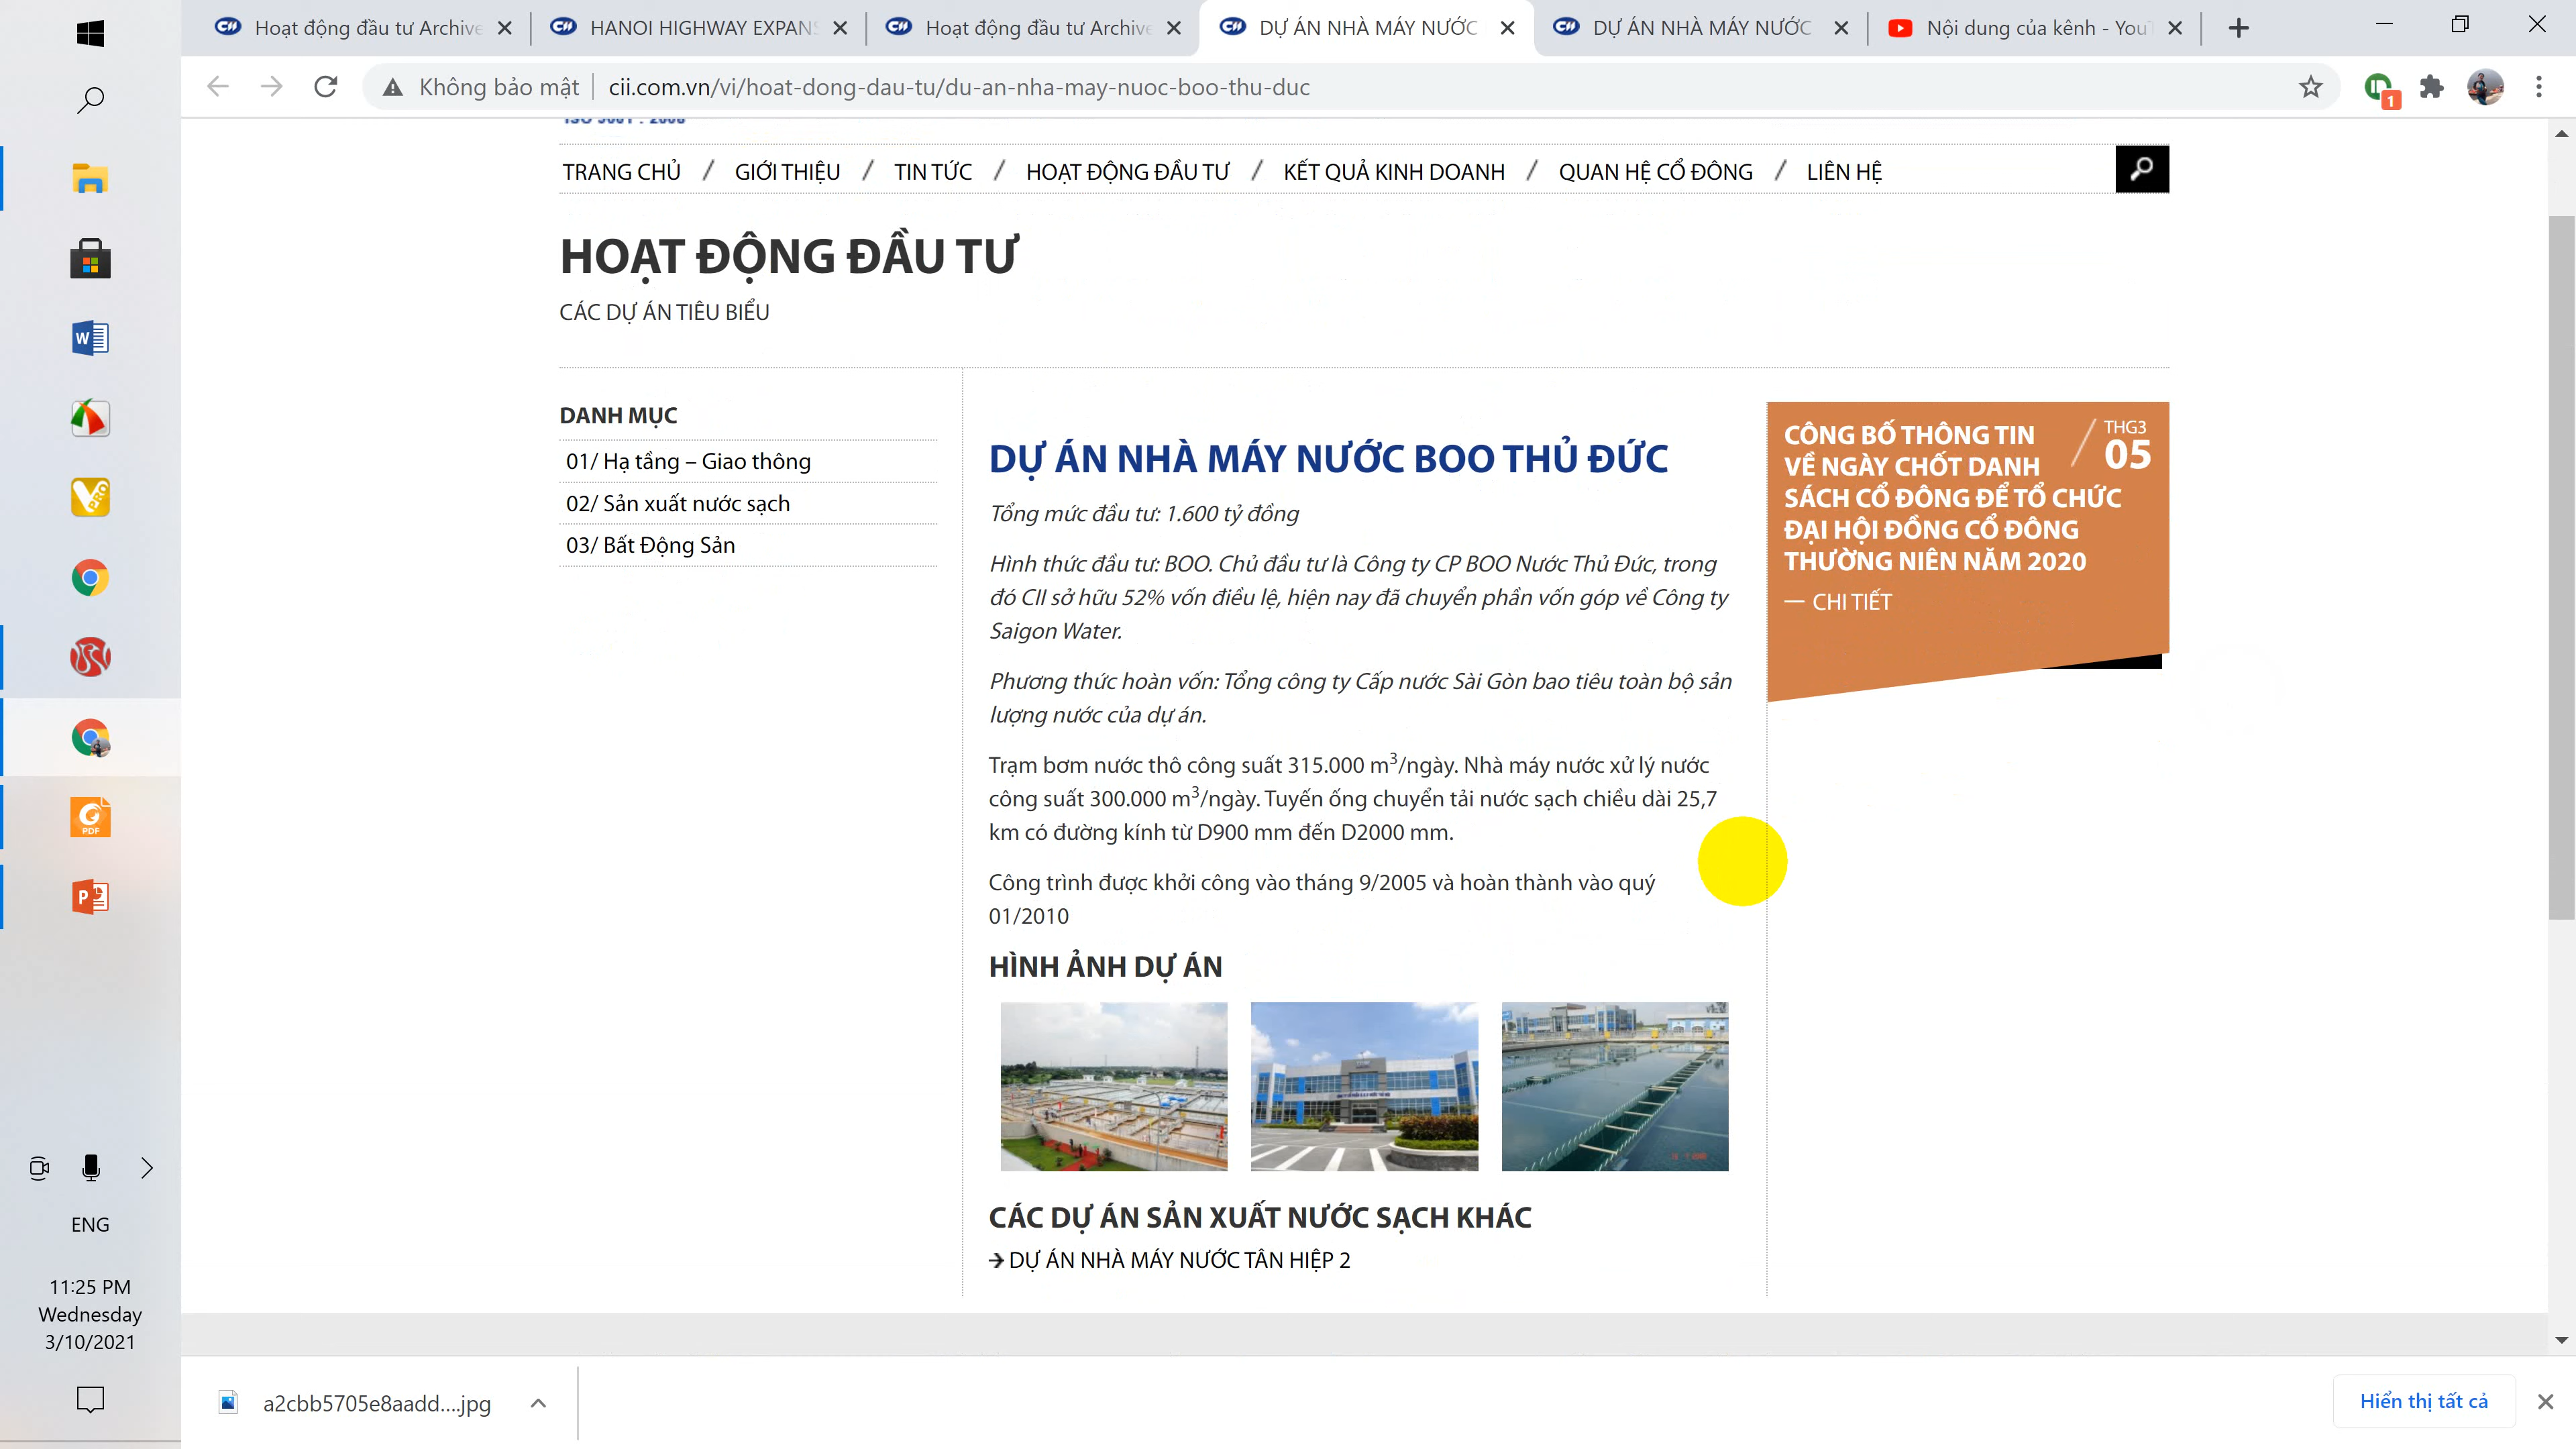 Hoạt động đầu tư Archive
HANOI HIGHWAY EXPANS
Hoạt động đầu tư Archive
DỰ ÁN NHÀ MÁY NƯỚC
DỰ ÁN NHÀ MÁY NƯỚC
Nội dung của kênh - YouT
Không bảo mật
cii.com.vn/vi/hoat-dong-dau-tu/du-an-nha-may-nuoc-boo-thu-duc
1
ISO 9001 : 2008
TRANG CHỦ / GIỚI THIỆU / TIN TỨC / HOẠT ĐỘNG ĐẦU TƯ / KẾT QUẢ KINH DOANH / QUAN HỆ CỔ ĐÔNG / LIÊN HỆ
HOẠT ĐỘNG ĐẦU TƯ
CÁC DỰ ÁN TIÊU BIỂU
DANH MỤC
01/ Hạ tầng – Giao thông
02/ Sản xuất nước sạch
03/ Bất Động Sản
DỰ ÁN NHÀ MÁY NƯỚC BOO THỦ ĐỨC
Tổng mức đầu tư: 1.600 tỷ đồng
Hình thức đầu tư: BOO. Chủ đầu tư là Công ty CP BOO Nước Thủ Đức, trong
đó CII sở hữu 52% vốn điều lệ, hiện nay đã chuyển phần vốn góp về Công ty
Saigon Water.
Phương thức hoàn vốn: Tổng công ty Cấp nước Sài Gòn bao tiêu toàn bộ sản
lượng nước của dự án.
Trạm bơm nước thô công suất 315.000 m³/ngày. Nhà máy nước xử lý nước
công suất 300.000 m³/ngày. Tuyến ống chuyển tải nước sạch chiều dài 25,7
km có đường kính từ D900 mm đến D2000 mm.
Công trình được khởi công vào tháng 9/2005 và hoàn thành vào quý
01/2010
HÌNH ẢNH DỰ ÁN
CÁC DỰ ÁN SẢN XUẤT NƯỚC SẠCH KHÁC
DỰ ÁN NHÀ MÁY NƯỚC TÂN HIỆP 2
CÔNG BỐ THÔNG TIN
VỀ NGÀY CHỐT DANH
SÁCH CỔ ĐÔNG ĐỂ TỔ CHỨC
ĐẠI HỘI ĐỒNG CỔ ĐÔNG
THƯỜNG NIÊN NĂM 2020
THG3
05
— CHI TIẾT
PRO
PDF
ENG
11:25 PM
Wednesday
3/10/2021
a2cbb5705e8aadd....jpg
Hiển thị tất cả